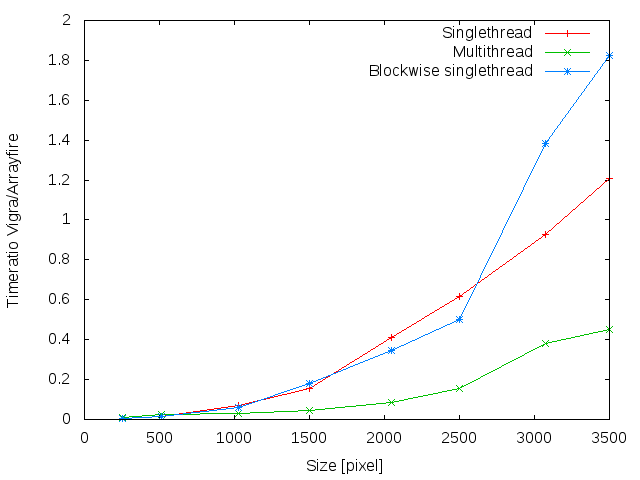 Singlethread
Multithread
Blockwise singlethread
2
1.8
1.6
1.4
1.2
1
0.8
0.6
0.4
0.2
0
Timeratio Vigra/Arrayfire
0 500 1000 1500 2000 2500 3000 3500
Size [pixel]